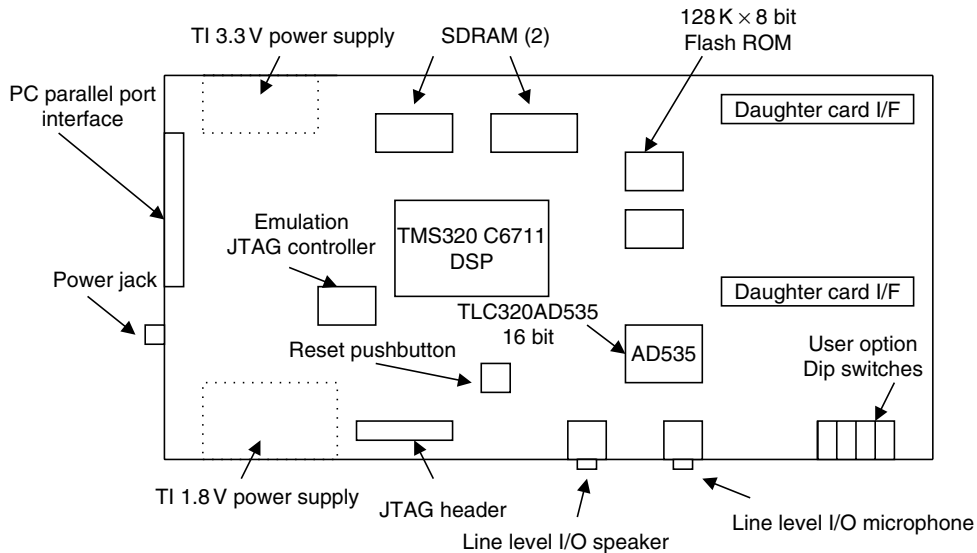 128 K × 8 bit
Flash ROM
TI 3.3 V power supply
SDRAM (2)
PC parallel port
interface
Daughter card I/F
Emulation
JTAG controller
TMS320 C6711
DSP
Power jack
Daughter card I/F
TLC320AD535
16 bit
Reset pushbutton
AD535
User option
Dip switches
TI 1.8 V power supply
JTAG header
Line level I/O speaker
Line level I/O microphone